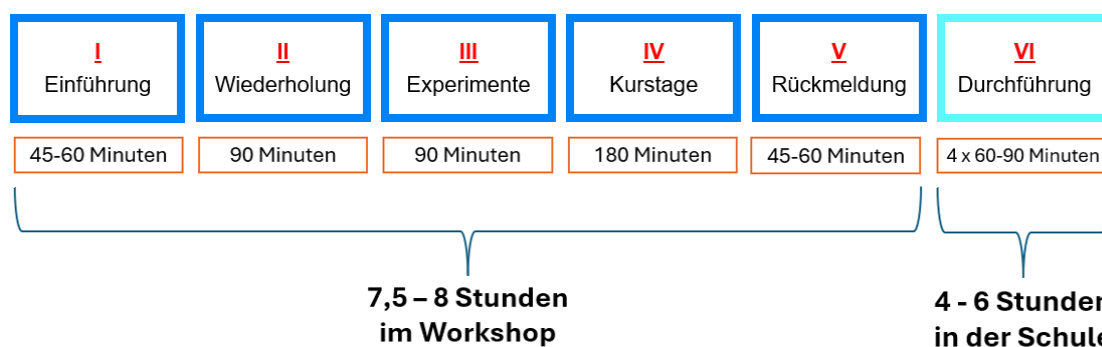 I
Einführung
II
Wiederholung
III
Experimente
IV
Kurstage
V
Rückmeldung
VI
Durchführung
45-60 Minuten
90 Minuten
90 Minuten
180 Minuten
45-60 Minuten
4 x 60-90 Minuten
7,5 – 8 Stunden
im Workshop
4 - 6 Stunden
in der Schule